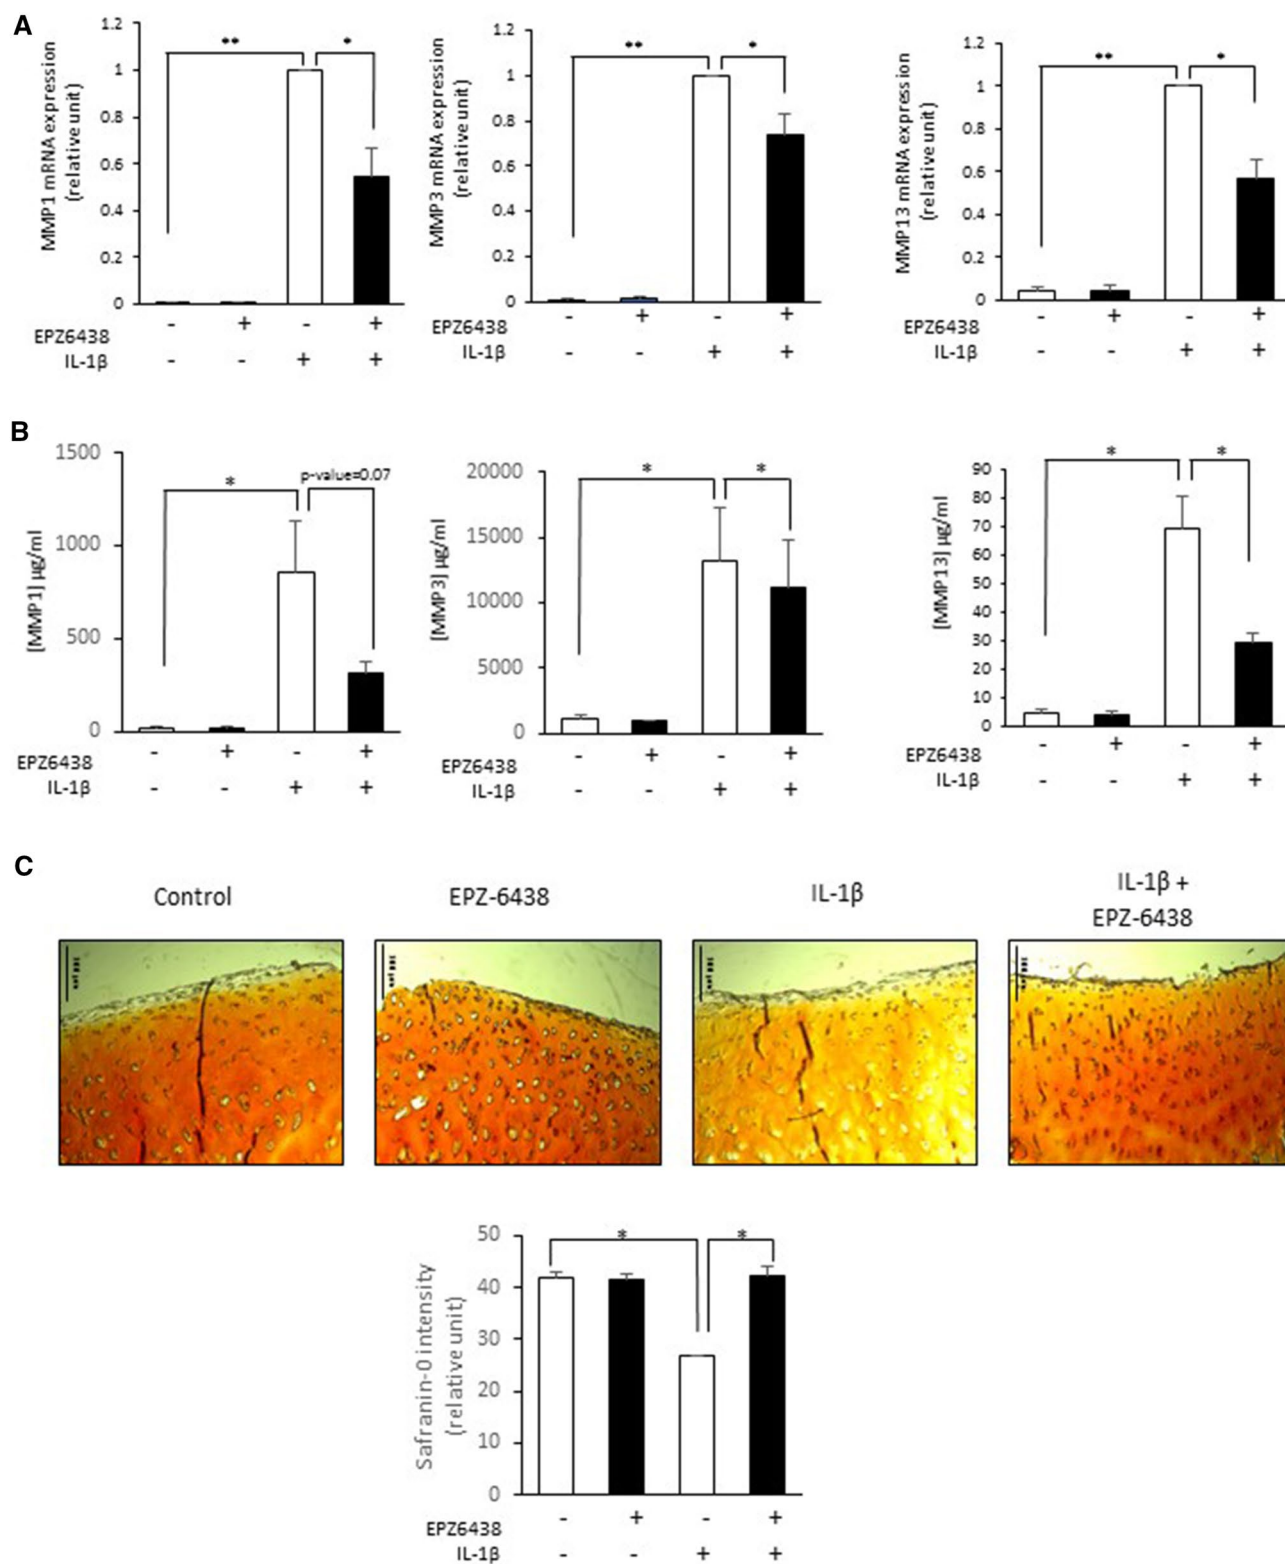 A
MMP1 mRNA expression
(relative unit)
1.2
1
0.8
0.6
0.4
0.2
0
** *
- + - +
EPZ6438
IL-1β - - + +
MMP3 mRNA expression
(relative unit)
1.2
1
0.8
0.6
0.4
0.2
0
** *
- + - +
EPZ6438
IL-1β - - + +
MMP13 mRNA expression
(relative unit)
1.2
1
0.8
0.6
0.4
0.2
0
** *
- + - +
EPZ6438
IL-1β - - + +
B
[MMP1] µg/ml
1500
1000
500
0
* p-value=0.07
- + - +
EPZ6438
IL-1β - - + +
[MMP3] µg/ml
20000
15000
10000
5000
0
* *
- + - +
EPZ6438
IL-1β - - + +
[MMP13] µg/ml
90
80
70
60
50
40
30
20
10
0
* *
- + - +
EPZ6438
IL-1β - - + +
C
Control
EPZ-6438
IL-1β
IL-1β +
EPZ-6438
Safranin-0 intensity
(relative unit)
50
40
30
20
10
0
* *
- + - +
EPZ6438
IL-1β - - + +